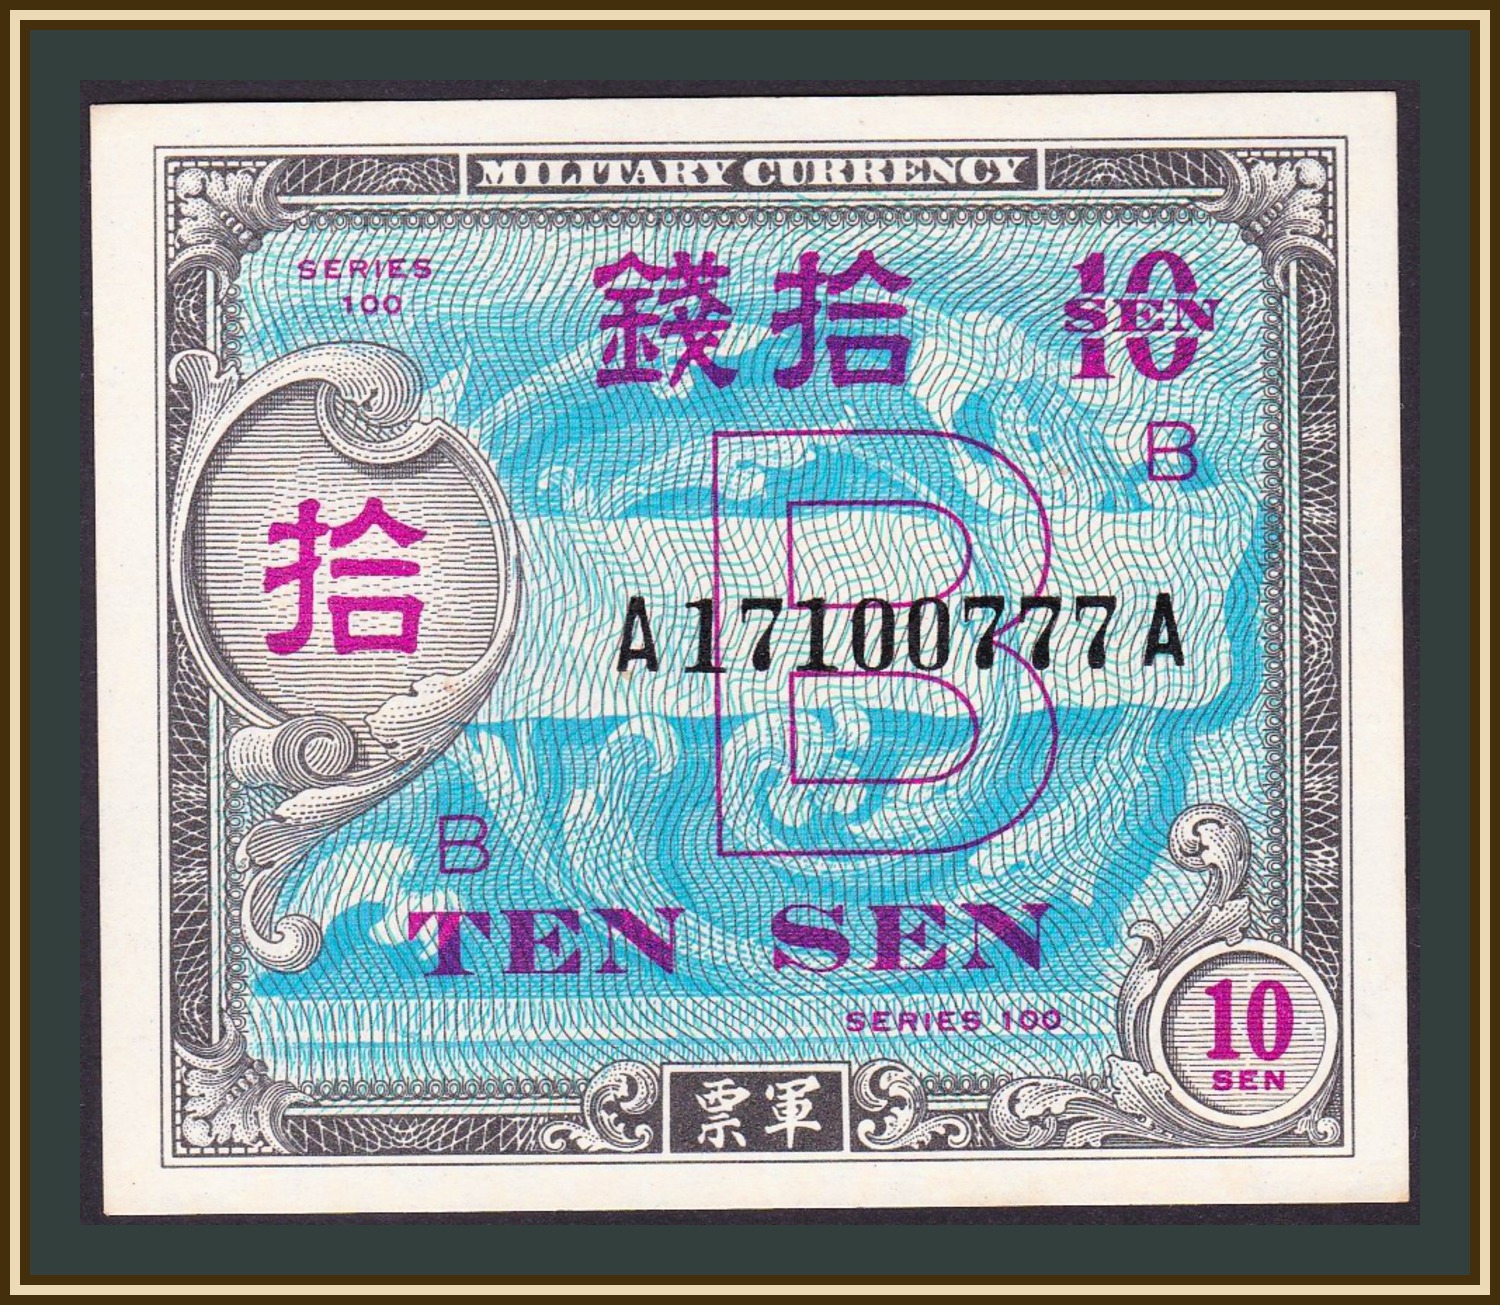 MILITARY CURRENCY
SERIES
100
錢拾
10
SEN
B
拾
B
A17100777A
B
TEN SEN
SERIES 100
10
SEN
票軍